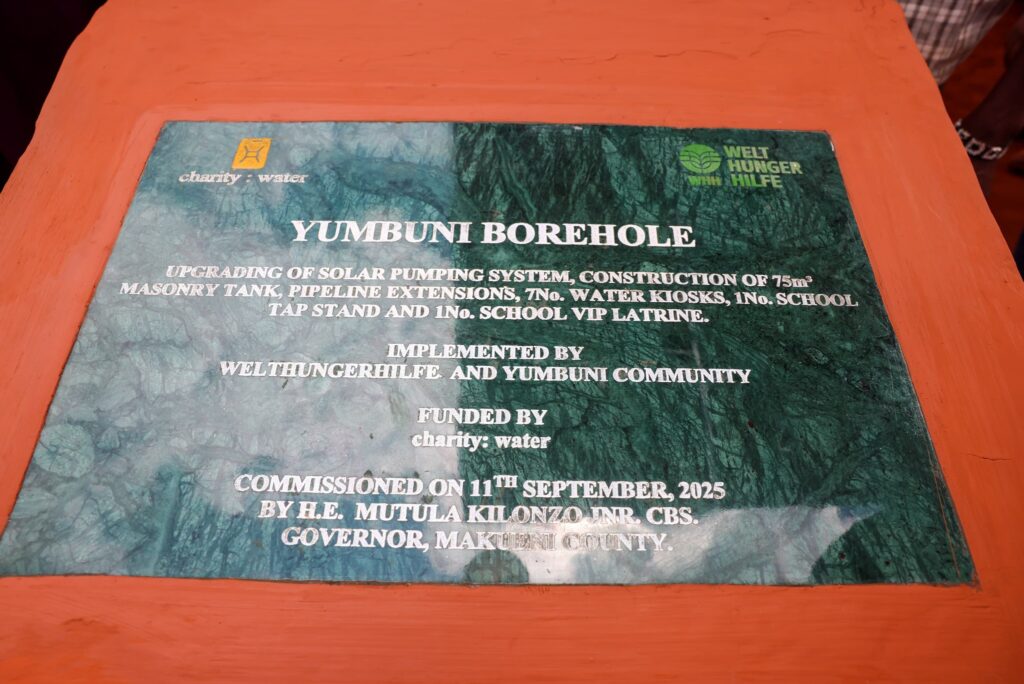 charity : water
WELT
HUNGER
HILFE
WHH
YUMBUNI BOREHOLE
UPGRADING OF SOLAR PUMPING SYSTEM, CONSTRUCTION OF 75m³
MASONRY TANK, PIPELINE EXTENSIONS, 7No. WATER KIOSKS, 1No. SCHOOL
TAP STAND AND 1No. SCHOOL VIP LATRINE.
IMPLEMENTED BY
WELTHUNGERHILFE AND YUMBUNI COMMUNITY
FUNDED BY
charity: water
COMMISSIONED ON 11TH SEPTEMBER, 2025
BY H.E. MUTULA KILONZO JNR. CBS.
GOVERNOR, MAKUENI COUNTY.